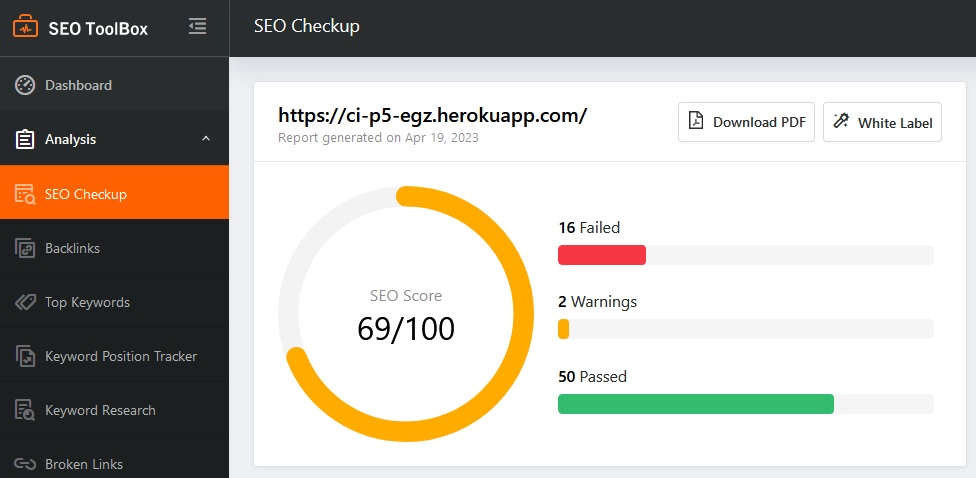 SEO ToolBox
SEO Checkup
Dashboard
Analysis
SEO Checkup
Backlinks
Top Keywords
Keyword Position Tracker
Keyword Research
Broken Links
https://ci-p5-egz.herokuapp.com/
Report generated on Apr 19, 2023
Download PDF
White Label
SEO Score
69/100
16 Failed
2 Warnings
50 Passed